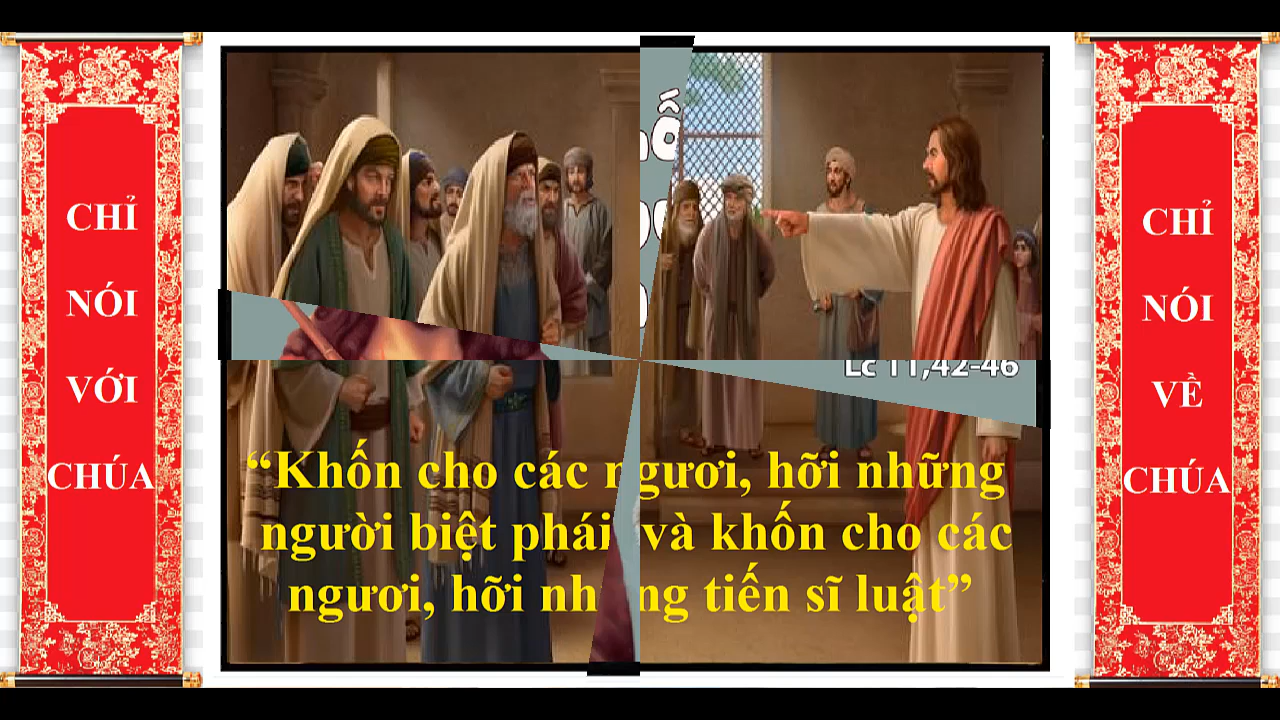 CHỈ
NÓI
VỚI
CHÚA
Lc 11,42-46
“Khốn cho các ngươi, hỡi những
người biệt phái và khốn cho các
ngươi, hỡi tiến sĩ luật”
CHỈ
NÓI
VỀ
CHÚA